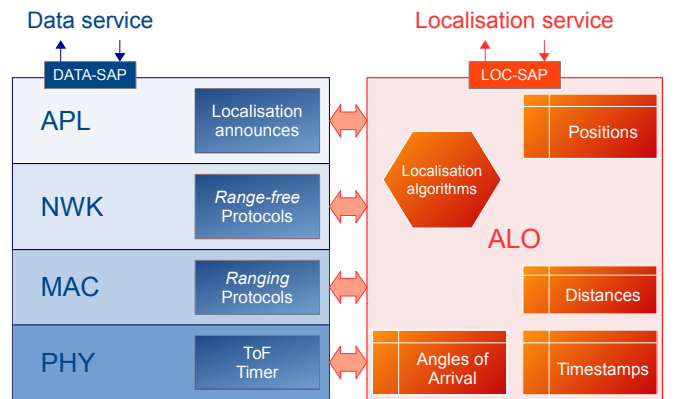 Data service
Localisation service
DATA-SAP
LOC-SAP
APL
Localisation
announces
Positions
Localisation
algorithms
NWK
Range-free
Protocols
ALO
MAC
Ranging
Protocols
Distances
PHY
ToF
Timer
Angles of
Arrival
Timestamps